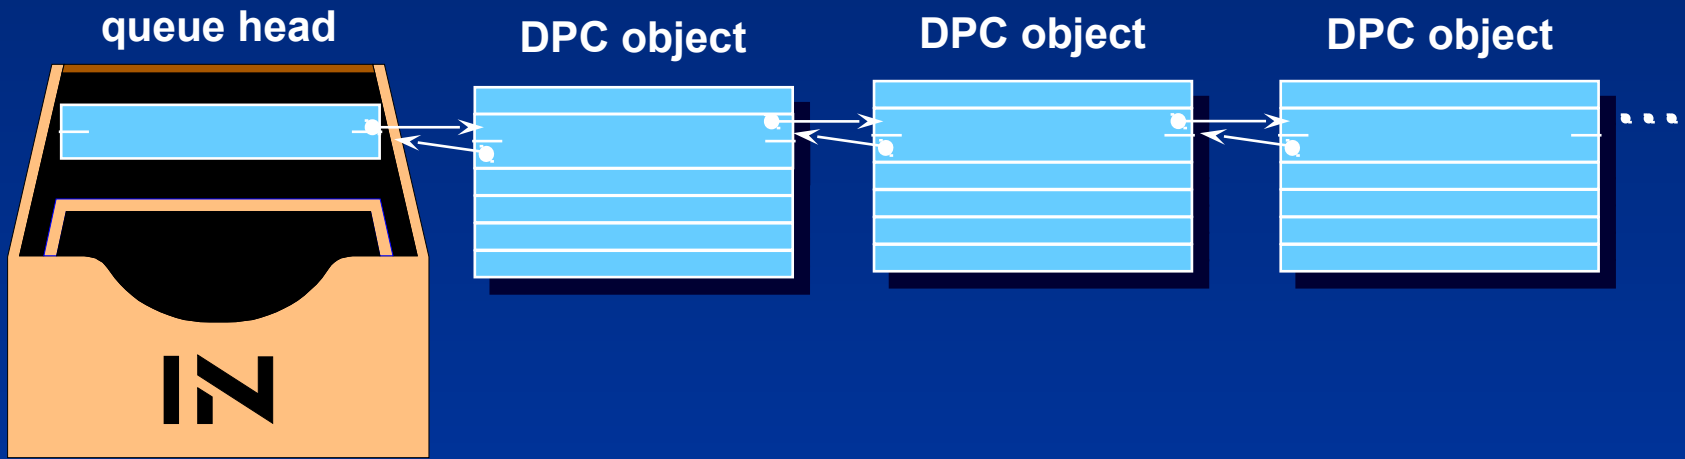 queue head
DPC object
DPC object
DPC object
IN